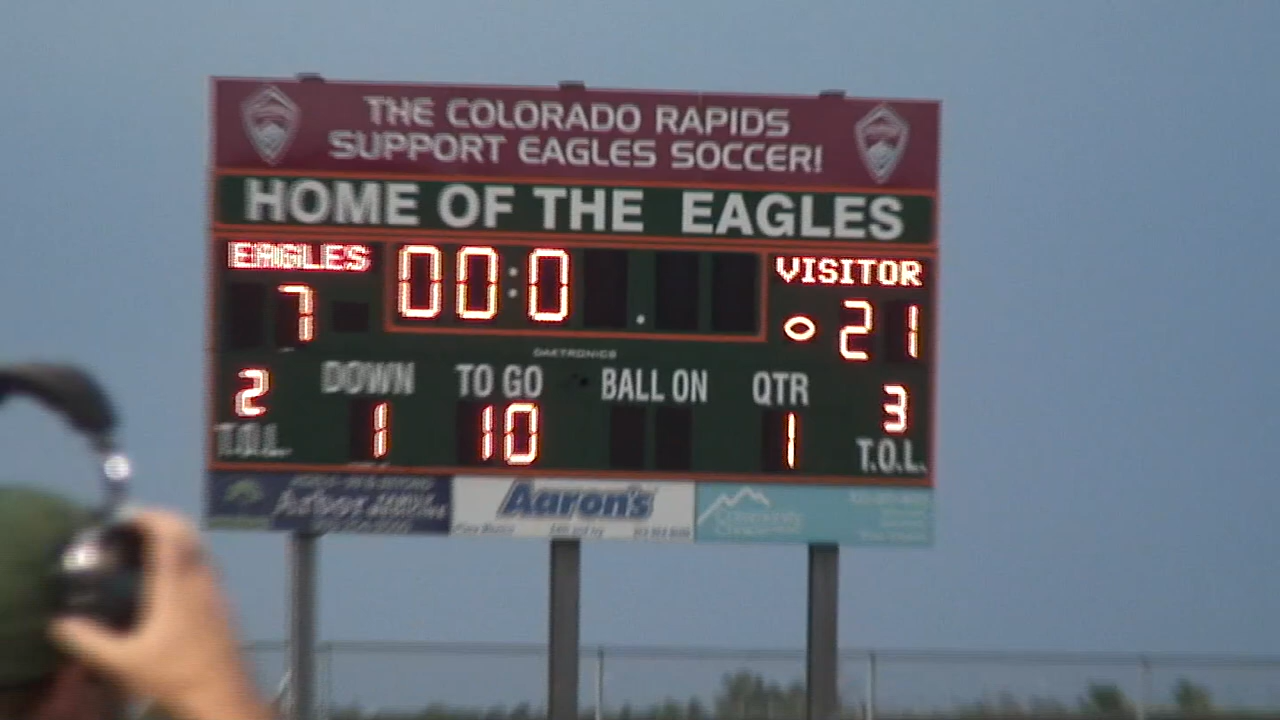 THE COLORADO RAPIDS
SUPPORT EAGLES SOCCER!
HOME OF THE EAGLES
EAGLES 00:0 VISITOR
7 21
DAKTRONICS
2 DOWN TO GO BALL ON QTR 3
T.O.L. 1 10 1 T.O.L.
Aaron's